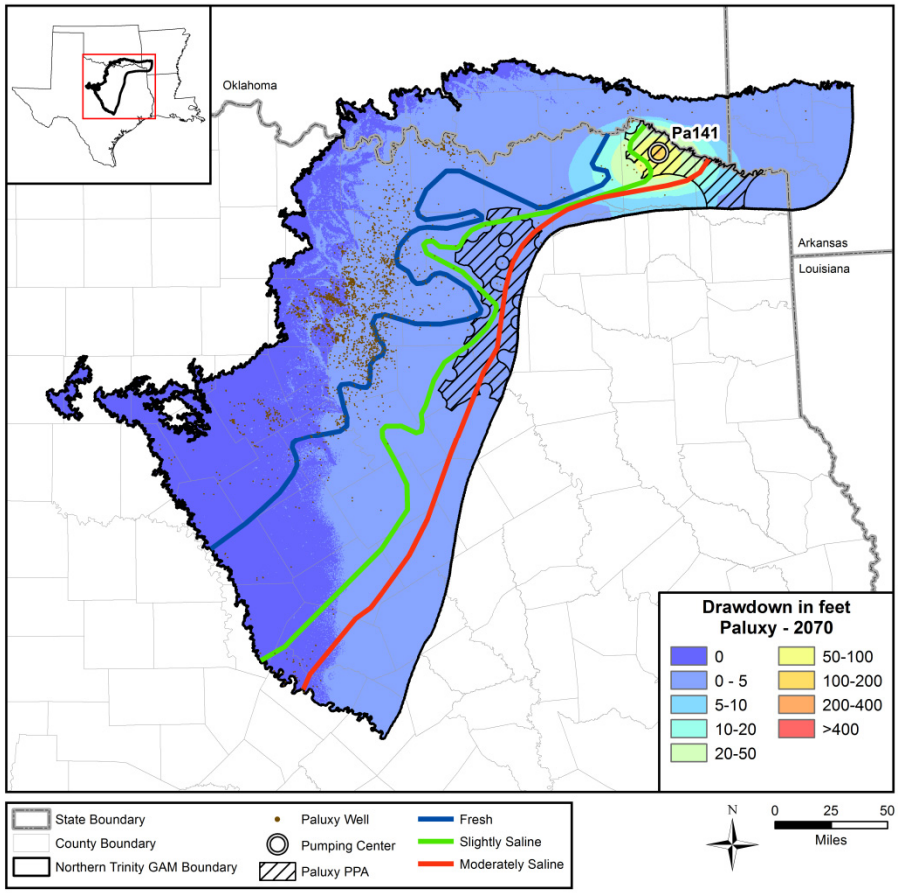 Oklahoma
Pa141
Arkansas
Louisiana
Drawdown in feet
Paluxy - 2070
0
0 - 5
5-10
10-20
20-50
50-100
100-200
200-400
>400
State Boundary
County Boundary
Northern Trinity GAM Boundary
Paluxy Well
Pumping Center
Paluxy PPA
Fresh
Slightly Saline
Moderately Saline
N
0 25 50
Miles